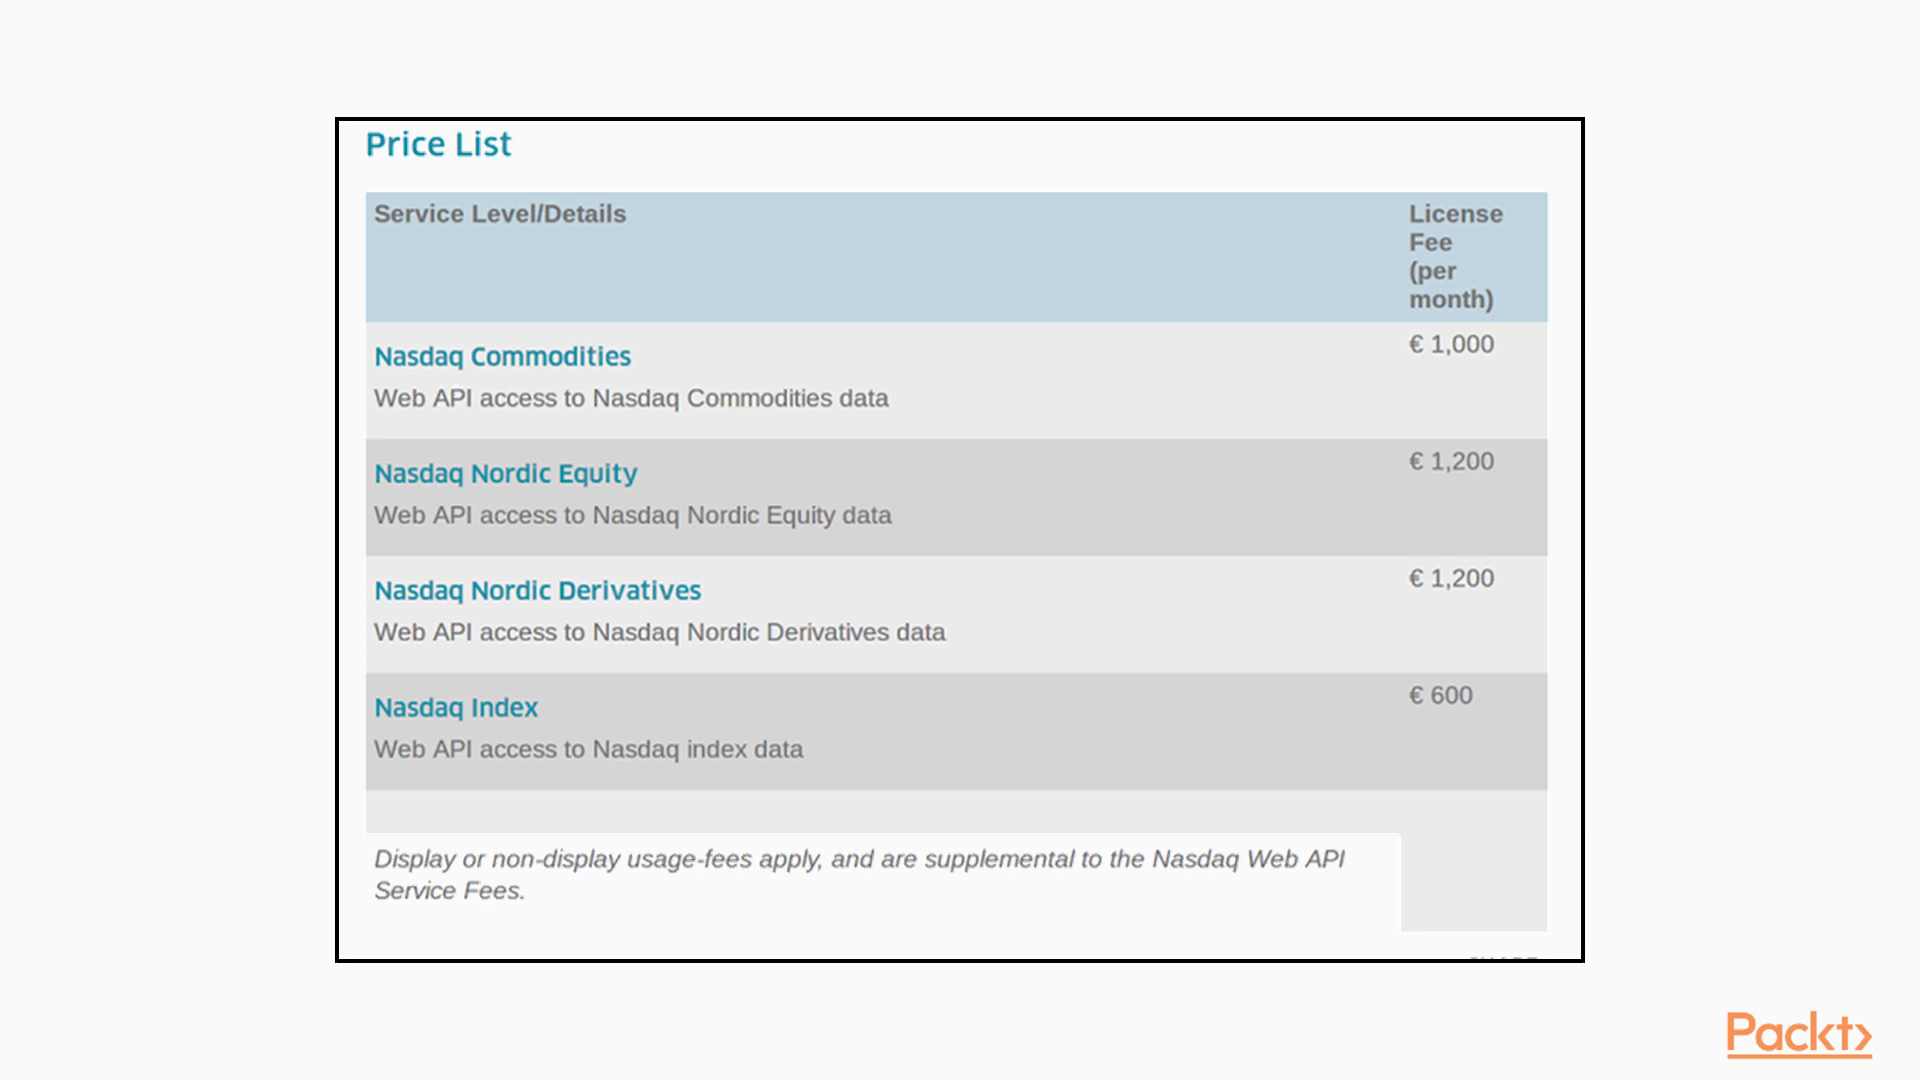 Price List
Service Level/Details
License
Fee
(per
month)
Nasdaq Commodities
€ 1,000
Web API access to Nasdaq Commodities data
Nasdaq Nordic Equity
€ 1,200
Web API access to Nasdaq Nordic Equity data
Nasdaq Nordic Derivatives
€ 1,200
Web API access to Nasdaq Nordic Derivatives data
Nasdaq Index
€ 600
Web API access to Nasdaq index data
Display or non-display usage-fees apply, and are supplemental to the Nasdaq Web API
Service Fees.
Packt>